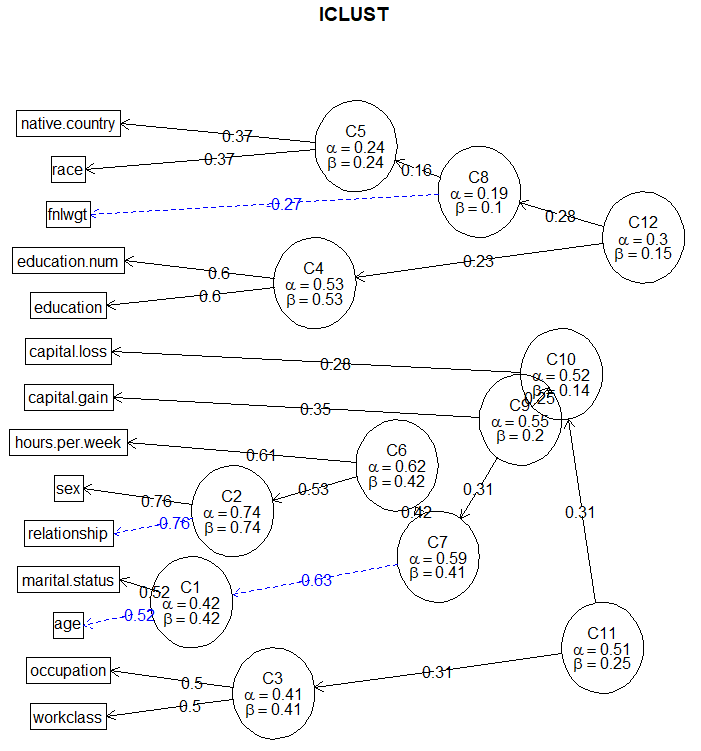 ICLUST
native.country
race
fnlwgt
education.num
education
capital.loss
capital.gain
hours.per.week
sex
relationship
marital.status
age
occupation
workclass
0.37
0.37
-0.27
0.6
0.6
0.28
0.35
0.61
0.76
-0.76
0.52
-0.52
0.5
0.5
C5
α = 0.24
β = 0.24
0.16
C8
α = 0.19
β = 0.1
0.28
C12
α = 0.3
β = 0.15
0.23
C4
α = 0.53
β = 0.53
C10
α = 0.52
β = 0.14
0.25
C9
α = 0.55
β = 0.2
C6
α = 0.62
β = 0.42
0.53
C2
α = 0.74
β = 0.74
0.42
0.31
C7
α = 0.59
β = 0.41
-0.63
C1
α = 0.42
β = 0.42
0.31
C11
α = 0.51
β = 0.25
0.31
C3
α = 0.41
β = 0.41